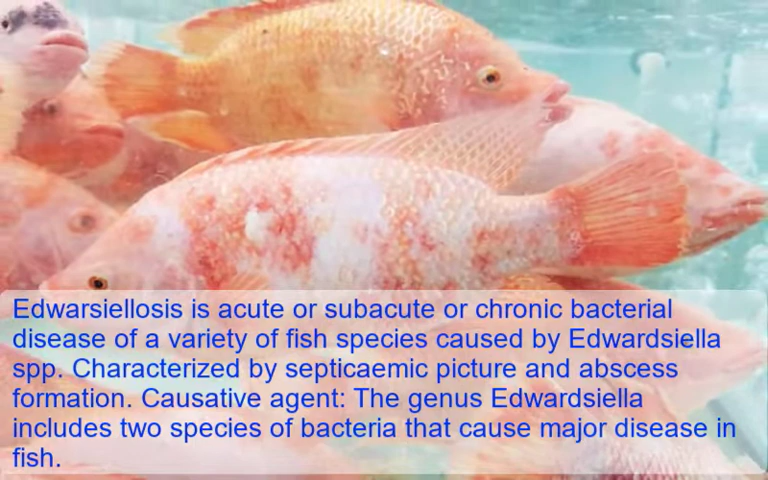 Edwarsiellosis is acute or subacute or chronic bacterial
disease of a variety of fish species caused by Edwardsiella
spp. Characterized by septicaemic picture and abscess
formation. Causative agent: The genus Edwardsiella
includes two species of bacteria that cause major disease in
fish.